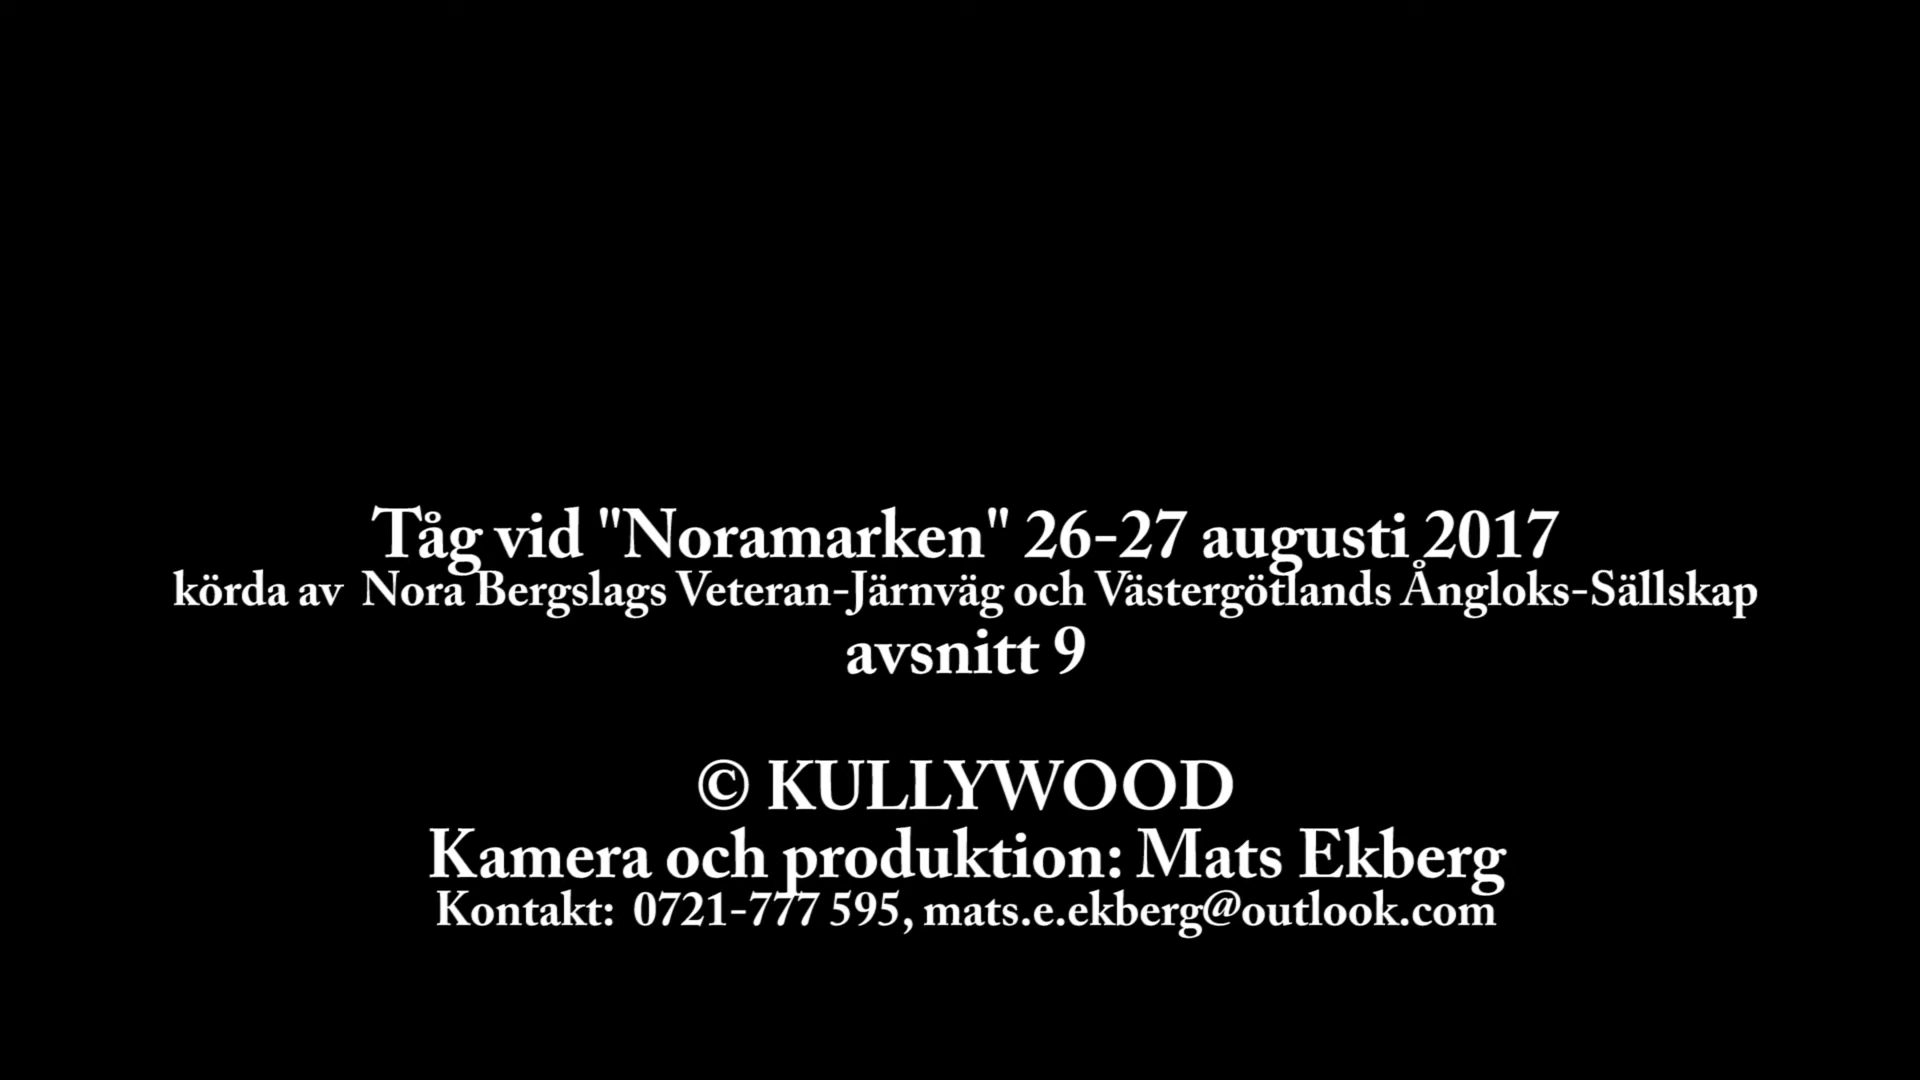 Tåg vid "Noramarken" 26-27 augusti 2017
körda av  Nora Bergslags Veteran-Järnväg och Västergötlands Ångloks-Sällskap
avsnitt 9
© KULLYWOOD
Kamera och produktion: Mats Ekberg
Kontakt:  0721-777 595, mats.e.ekberg@outlook.com